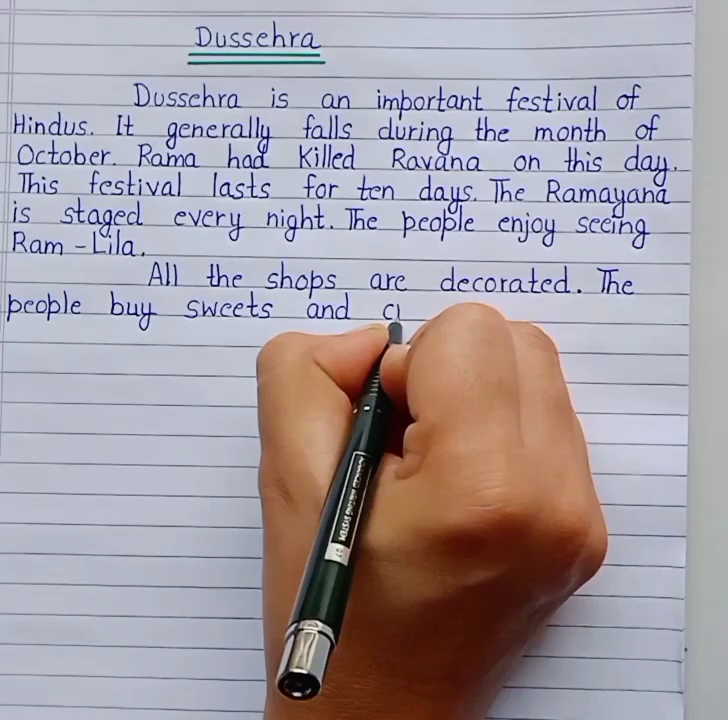 Dussehra
Dussehra is an important festival of
Hindus. It generally falls during the month of
October. Rama had Killed Ravana on this day.
This festival lasts for ten days. The Ramayana
is staged every night. The people enjoy seeing
Ram - Lila.
All the shops are decorated. The
people buy sweets and cl